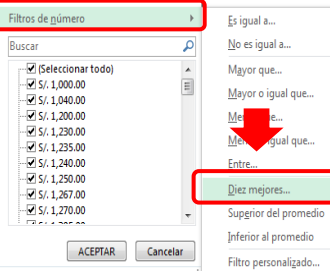 Filtros de número
Buscar
(Seleccionar todo)
S/. 1,000.00
S/. 1,040.00
S/. 1,200.00
S/. 1,230.00
S/. 1,235.00
S/. 1,240.00
S/. 1,250.00
S/. 1,267.00
S/. 1,270.00
ACEPTAR
Cancelar
Es igual a...
No es igual a...
Mayor que...
Mayor o igual que...
igual que...
Entre...
Diez mejores...
Superior del promedio
Inferior al promedio
Filtro personalizado...